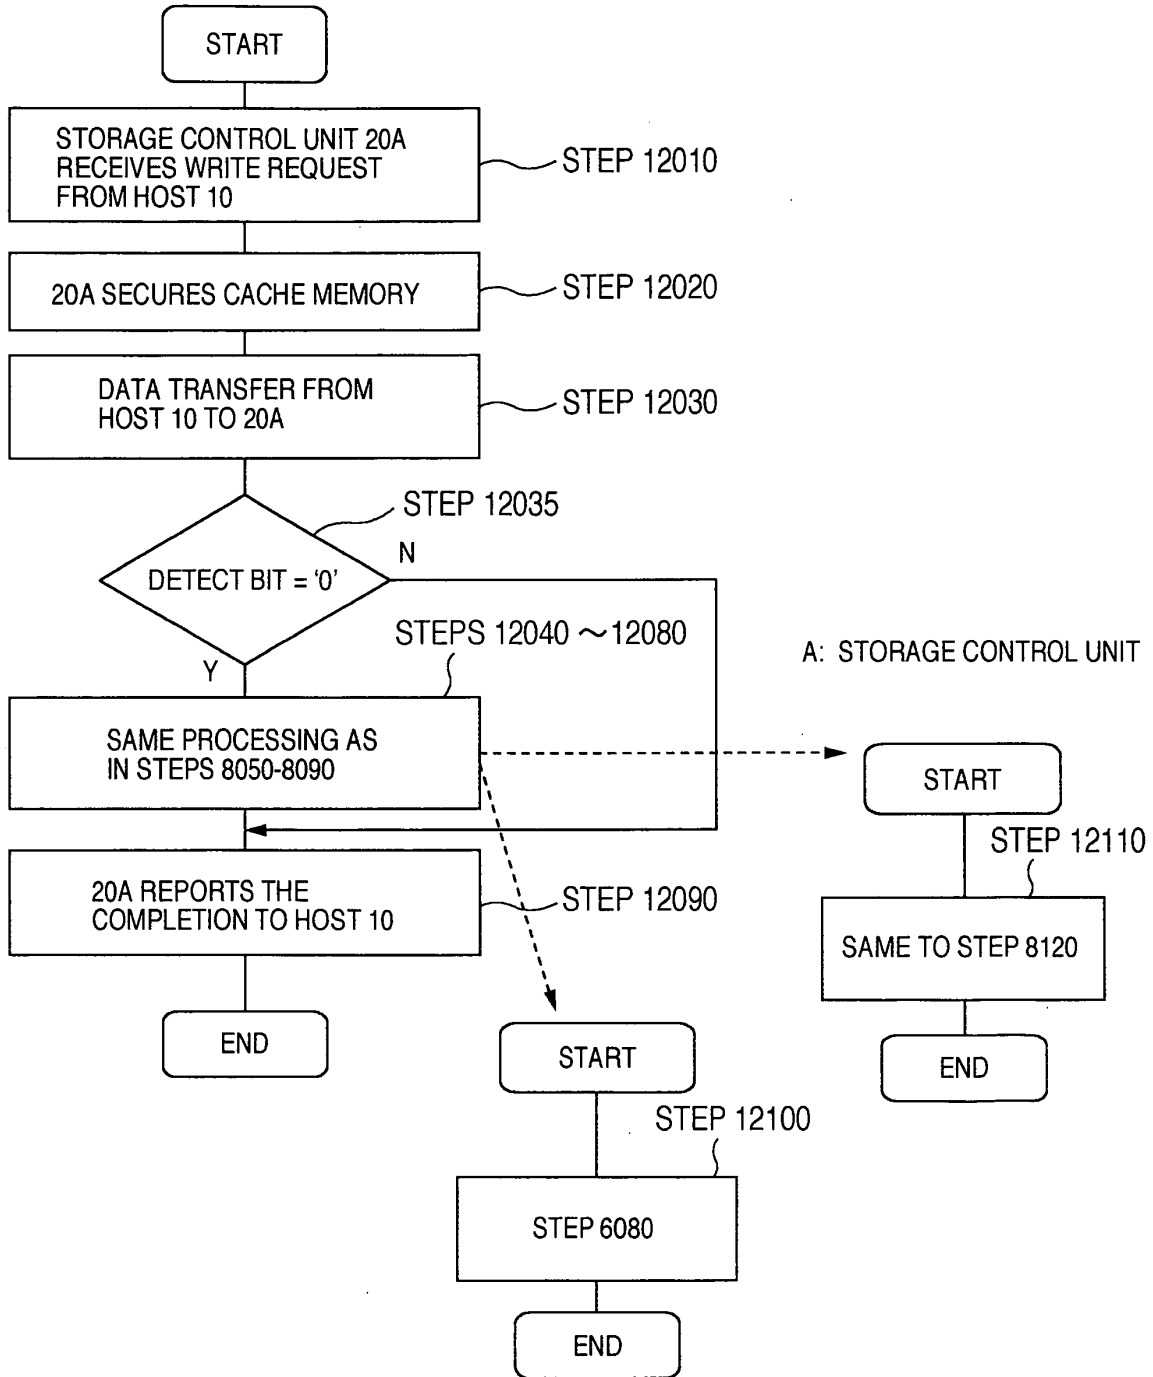 START
STORAGE CONTROL UNIT 20A
RECEIVES WRITE REQUEST
FROM HOST 10
STEP 12010
20A SECURES CACHE MEMORY
STEP 12020
DATA TRANSFER FROM
HOST 10 TO 20A
STEP 12030
STEP 12035
DETECT BIT = '0'
N
Y
STEPS 12040 ~12080
SAME PROCESSING AS
IN STEPS 8050-8090
20A REPORTS THE
COMPLETION TO HOST 10
STEP 12090
END
A: STORAGE CONTROL UNIT
START
STEP 12110
SAME TO STEP 8120
END
START
STEP 12100
STEP 6080
END